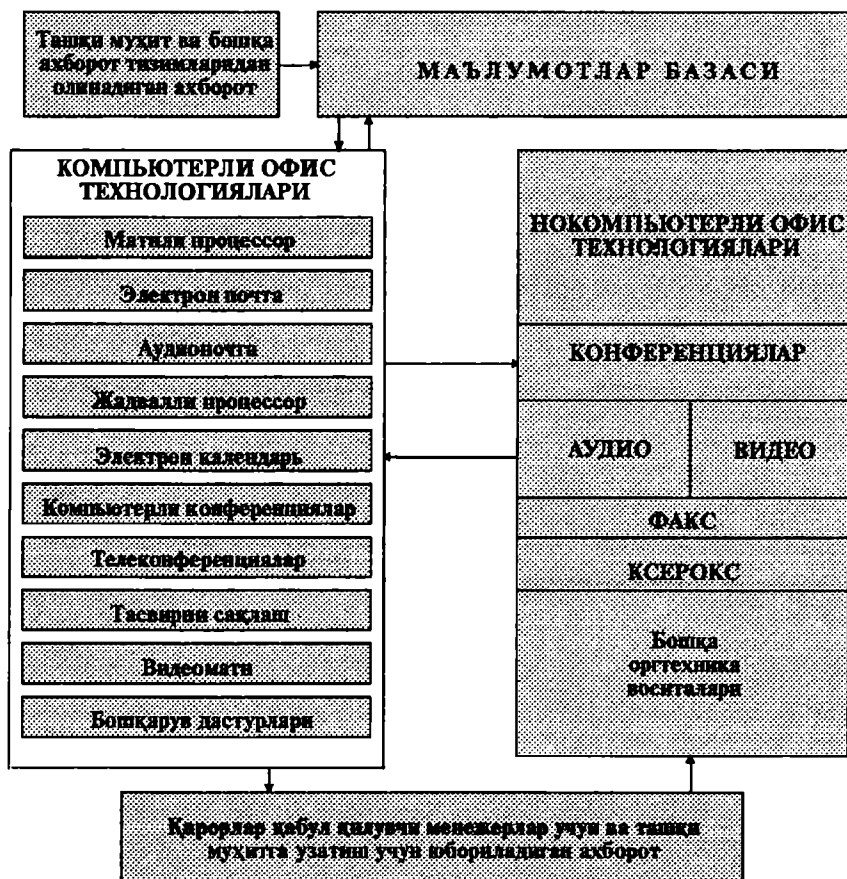 Ташқи муҳит ва бошқа
ахборот тизимларидан
олинадиган ахборот
МАЪЛУМОТЛАР БАЗАСИ
КОМПЬЮТЕРЛИ ОФИС
ТЕХНОЛОГИЯЛАРИ
Матнли процессор
Электрон почта
Аудиопочта
Жадвалли процессор
Электрон календарь
Компьютерли конференциялар
Телеконференциялар
Тасвирни сақлаш
Видеоматн
Бошқарув дастурлари
НОКОМПЬЮТЕРЛИ ОФИС
ТЕХНОЛОГИЯЛАРИ
КОНФЕРЕНЦИЯЛАР
АУДИО
ВИДЕО
ФАКС
КСЕРОКС
Бошқа
оргтехника
воситалари
Қарорлар қабул қилувчи менежерлар учун ва ташқи
муҳитга узатиш учун юбориладиган ахборот